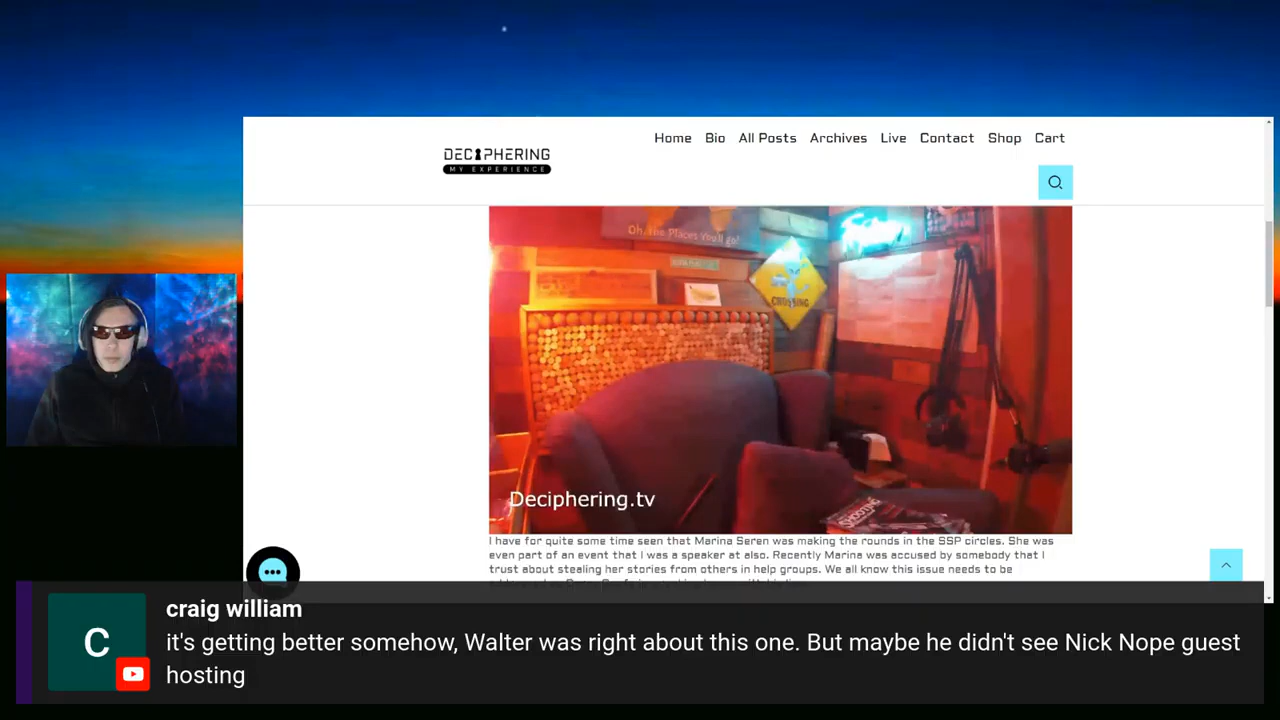 Home Bio All Posts Archives Live Contact Shop Cart
DECIPHERING
MY EXPERIENCE
Oh, the Places You'll go!
CROSSING
SHOOTING
Deciphering.tv
I have for quite some time seen that Marina Seren was making the rounds in the SSP circles. She was
even part of an event that I was a speaker at also. Recently Marina was accused by somebody that I
trust about stealing her stories from others in help groups. We all know this issue needs to be
craig william
C
it's getting better somehow, Walter was right about this one. But maybe he didn't see Nick Nope guest
hosting